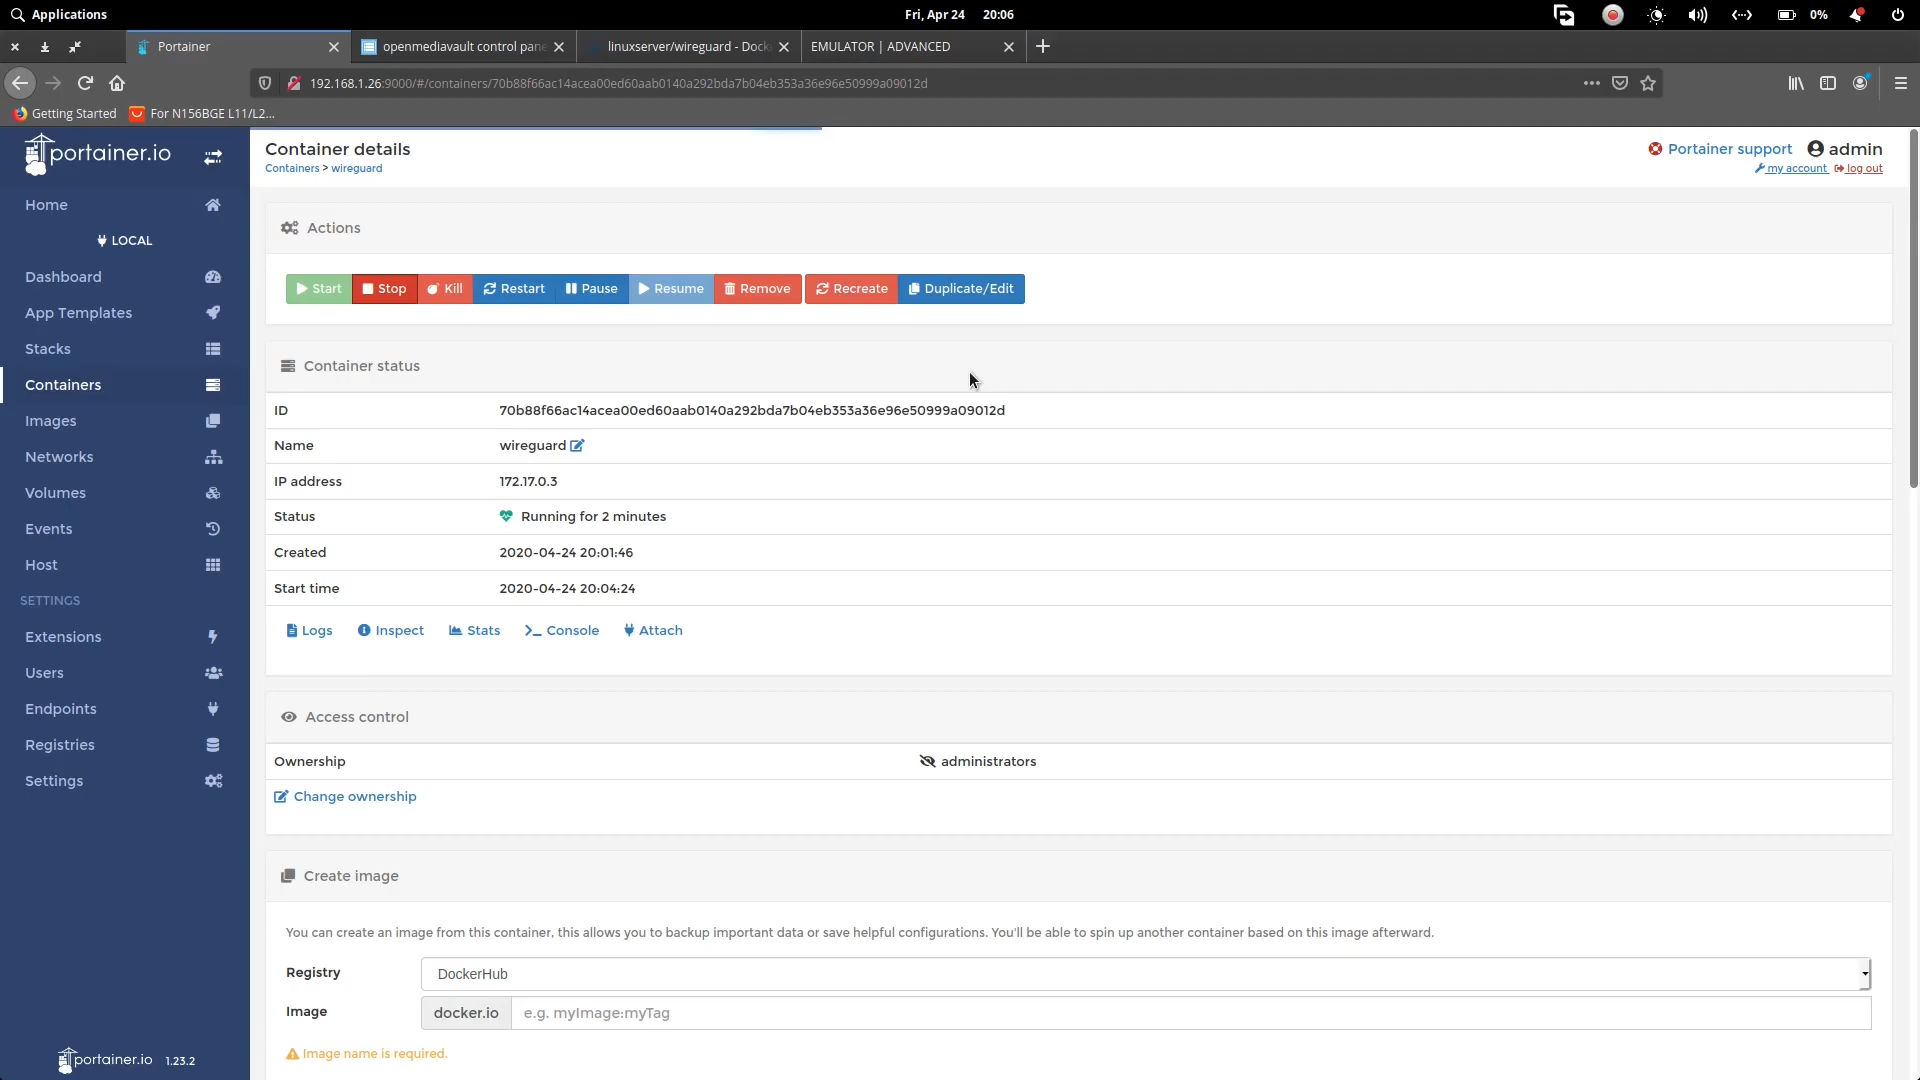 Applications
Fri, Apr 24 20:06
0%
Portainer
openmediavault control pane
linuxserver/wireguard - Dock
EMULATOR | ADVANCED
192.168.1.26:9000/#/containers/70b88f66ac14acea00ed60aab0140a292bda7b04eb353a36e96e50999a09012d
Getting Started
For N156BGE L11/L2...
portainer.io
Home
LOCAL
Dashboard
App Templates
Stacks
Containers
Images
Networks
Volumes
Events
Host
SETTINGS
Extensions
Users
Endpoints
Registries
Settings
portainer.io 1.23.2
Container details
Containers > wireguard
Portainer support admin
my account log out
Actions
Start Stop Kill Restart Pause Resume Remove Recreate Duplicate/Edit
Container status
ID 70b88f66ac14acea00ed60aab0140a292bda7b04eb353a36e96e50999a09012d
Name wireguard
IP address 172.17.0.3
Status Running for 2 minutes
Created 2020-04-24 20:01:46
Start time 2020-04-24 20:04:24
Logs Inspect Stats Console Attach
Access control
Ownership administrators
Change ownership
Create image
You can create an image from this container, this allows you to backup important data or save helpful configurations. You'll be able to spin up another container based on this image afterward.
Registry DockerHub
Image docker.io e.g. myImage:myTag
Image name is required.